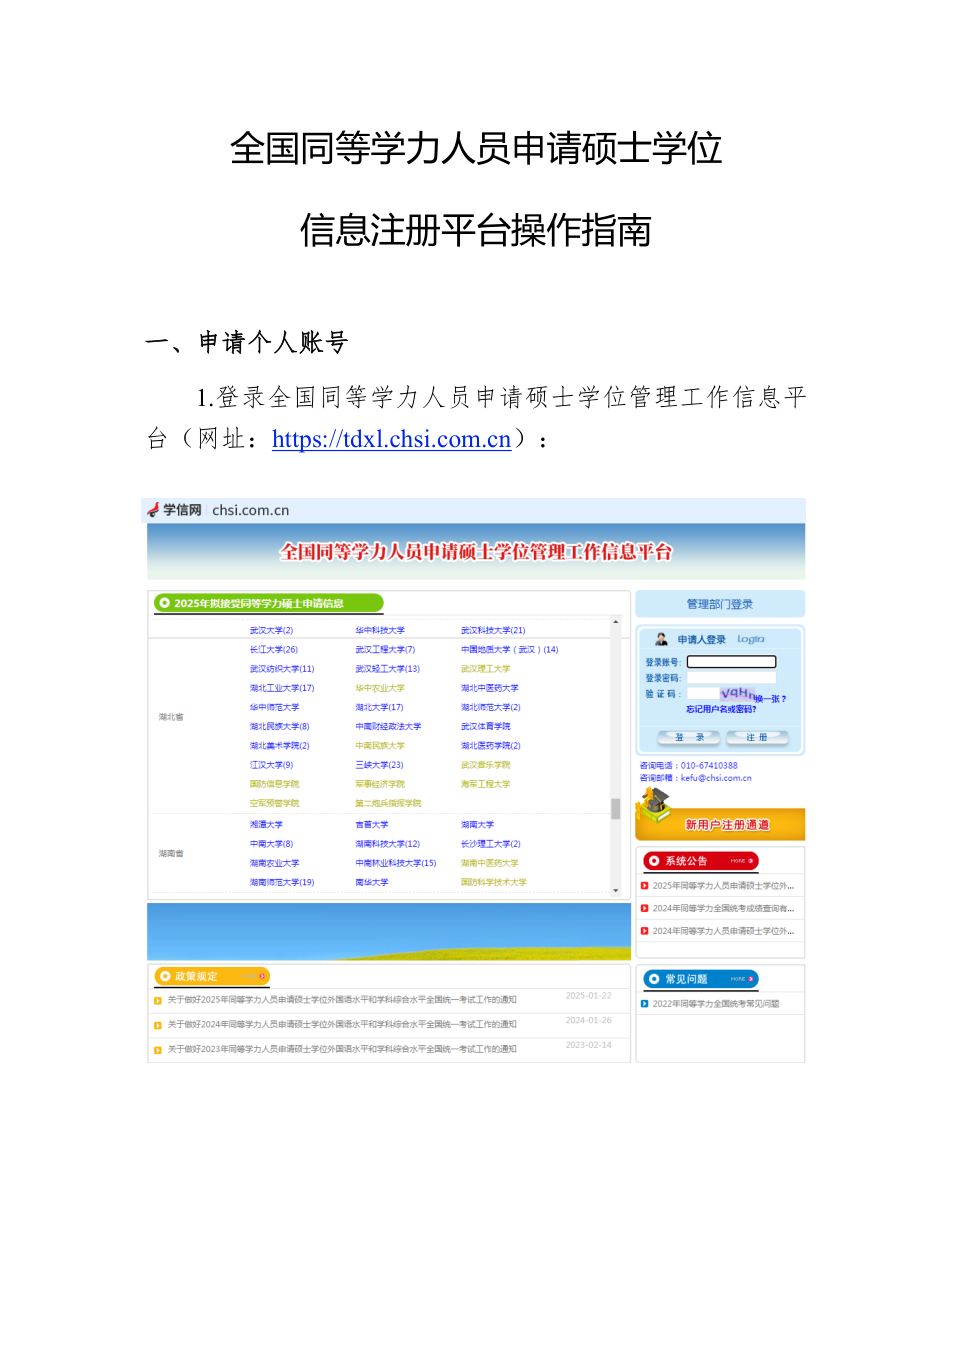 全国同等学力人员申请硕士学位
信息注册平台操作指南
一、申请个人账号
1.登录全国同等学力人员申请硕士学位管理工作信息平
台（网址：https://tdxl.chsi.com.cn）：
学信网 chsi.com.cn
全国同等学力人员申请硕士学位管理工作信息平台
2025年拟接受同等学力硕士申请信息
武汉大学(2) 华中科技大学 武汉科技大学(21)
长江大学(26) 武汉工程大学(7) 中国地质大学（武汉）(14)
武汉纺织大学(11) 武汉轻工大学(13) 武汉理工大学
湖北工业大学(17) 华中农业大学 湖北中医药大学
华中师范大学 湖北大学(17) 湖北师范大学(2)
湖北省
湖北民族大学(8) 中南财经政法大学 武汉体育学院
湖北美术学院(2) 中南民族大学 湖北医药学院(2)
江汉大学(9) 三峡大学(23) 武汉音乐学院
国防信息学院 军事经济学院 海军工程大学
空军预警学院 第二炮兵指挥学院
湘潭大学 吉首大学 湖南大学
中南大学(8) 湖南科技大学(12) 长沙理工大学(2)
湖南省
湖南农业大学 中南林业科技大学(15) 湖南中医药大学
湖南师范大学(19) 南华大学 国防科学技术大学
管理部门登录
申请人登录 Login
登录账号:
登录密码:
验 证 码: VqHn 换一张？
忘记用户名或密码?
登 录 注 册
咨询电话：010-67410388
咨询邮箱：kefu@chsi.com.cn
新用户注册通道
系统公告 MORE
2025年同等学力人员申请硕士学位外...
2024年同等学力全国统考成绩查询有...
2024年同等学力人员申请硕士学位外...
政策规定
关于做好2025年同等学力人员申请硕士学位外国语水平和学科综合水平全国统一考试工作的通知 2025-01-22
关于做好2024年同等学力人员申请硕士学位外国语水平和学科综合水平全国统一考试工作的通知 2024-01-26
关于做好2023年同等学力人员申请硕士学位外国语水平和学科综合水平全国统一考试工作的通知 2023-02-14
常见问题 MORE
2022年同等学力全国统考常见问题